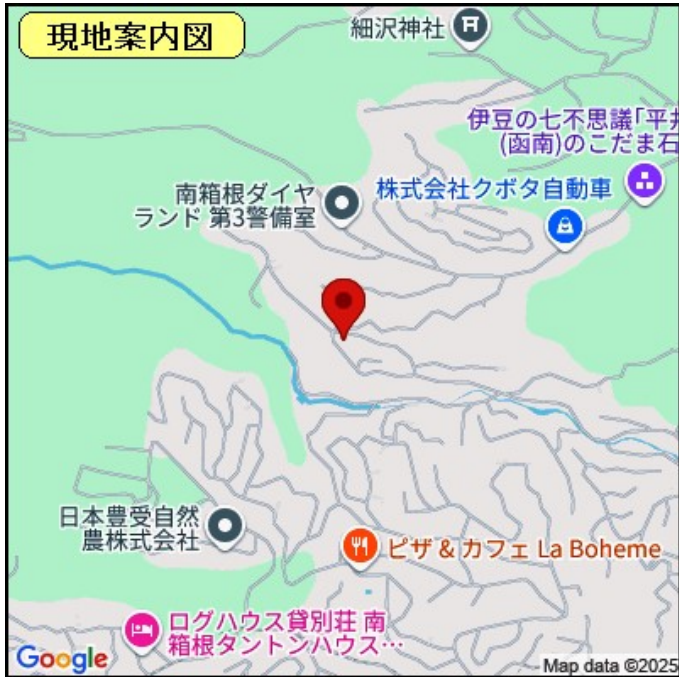 現地案内図
細沢神社
伊豆の七不思議「平井
(函南)のこだま石
南箱根ダイヤ
ランド 第3警備室
株式会社クボタ自動車
日本豊受自然
農株式会社
ピザ & カフェ La Boheme
ログハウス貸別荘 南
箱根タントンハウス…
Google
Map data ©2025